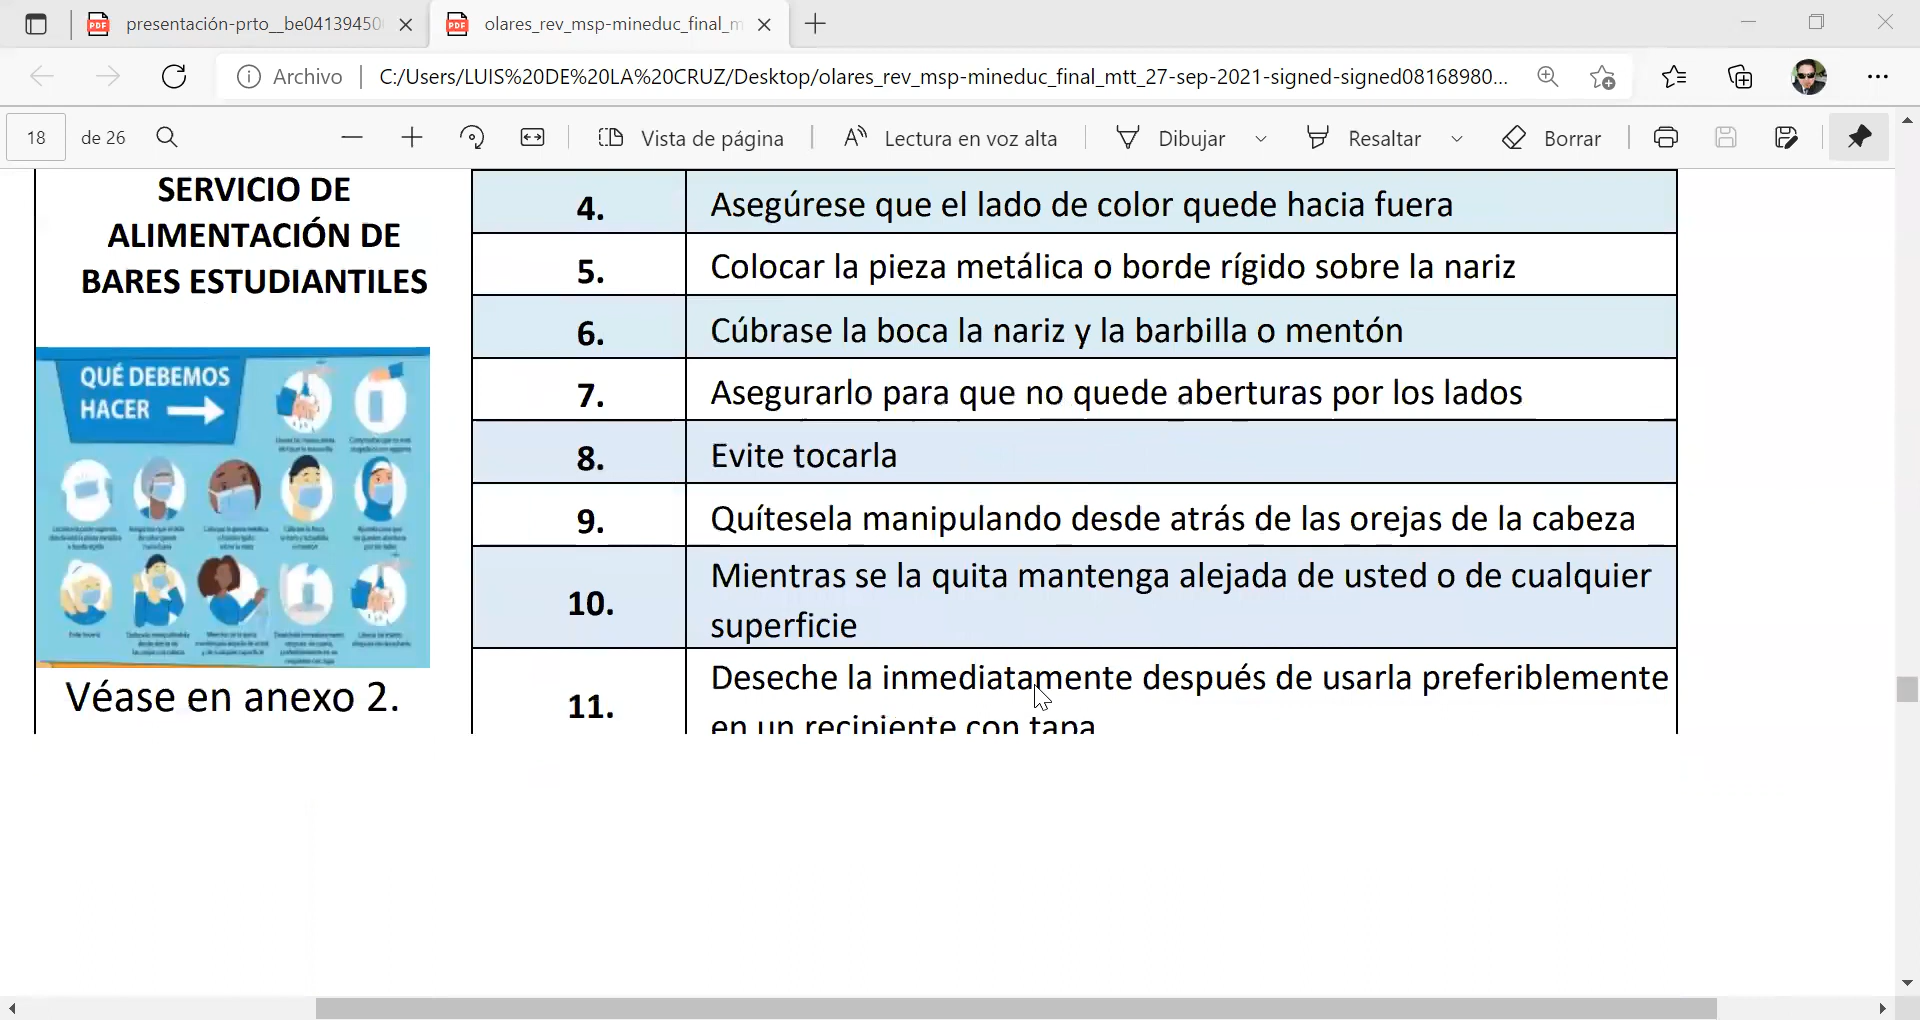 presentación-prto__be04139450
olares_rev_msp-mineduc_final_m
Archivo
C:/Users/LUIS%20DE%20LA%20CRUZ/Desktop/olares_rev_msp-mineduc_final_mtt_27-sep-2021-signed-signed08168980...
18 de 26
Vista de página
Lectura en voz alta
Dibujar
Resaltar
Borrar
SERVICIO DE
ALIMENTACIÓN DE
BARES ESTUDIANTILES
QUÉ DEBEMOS
HACER
Véase en anexo 2.
4. Asegúrese que el lado de color quede hacia fuera
5. Colocar la pieza metálica o borde rígido sobre la nariz
6. Cúbrase la boca la nariz y la barbilla o mentón
7. Asegurarlo para que no quede aberturas por los lados
8. Evite tocarla
9. Quítesela manipulando desde atrás de las orejas de la cabeza
10. Mientras se la quita mantenga alejada de usted o de cualquier
superficie
11. Deseche la inmediatamente después de usarla preferiblemente
en un recipiente con tapa